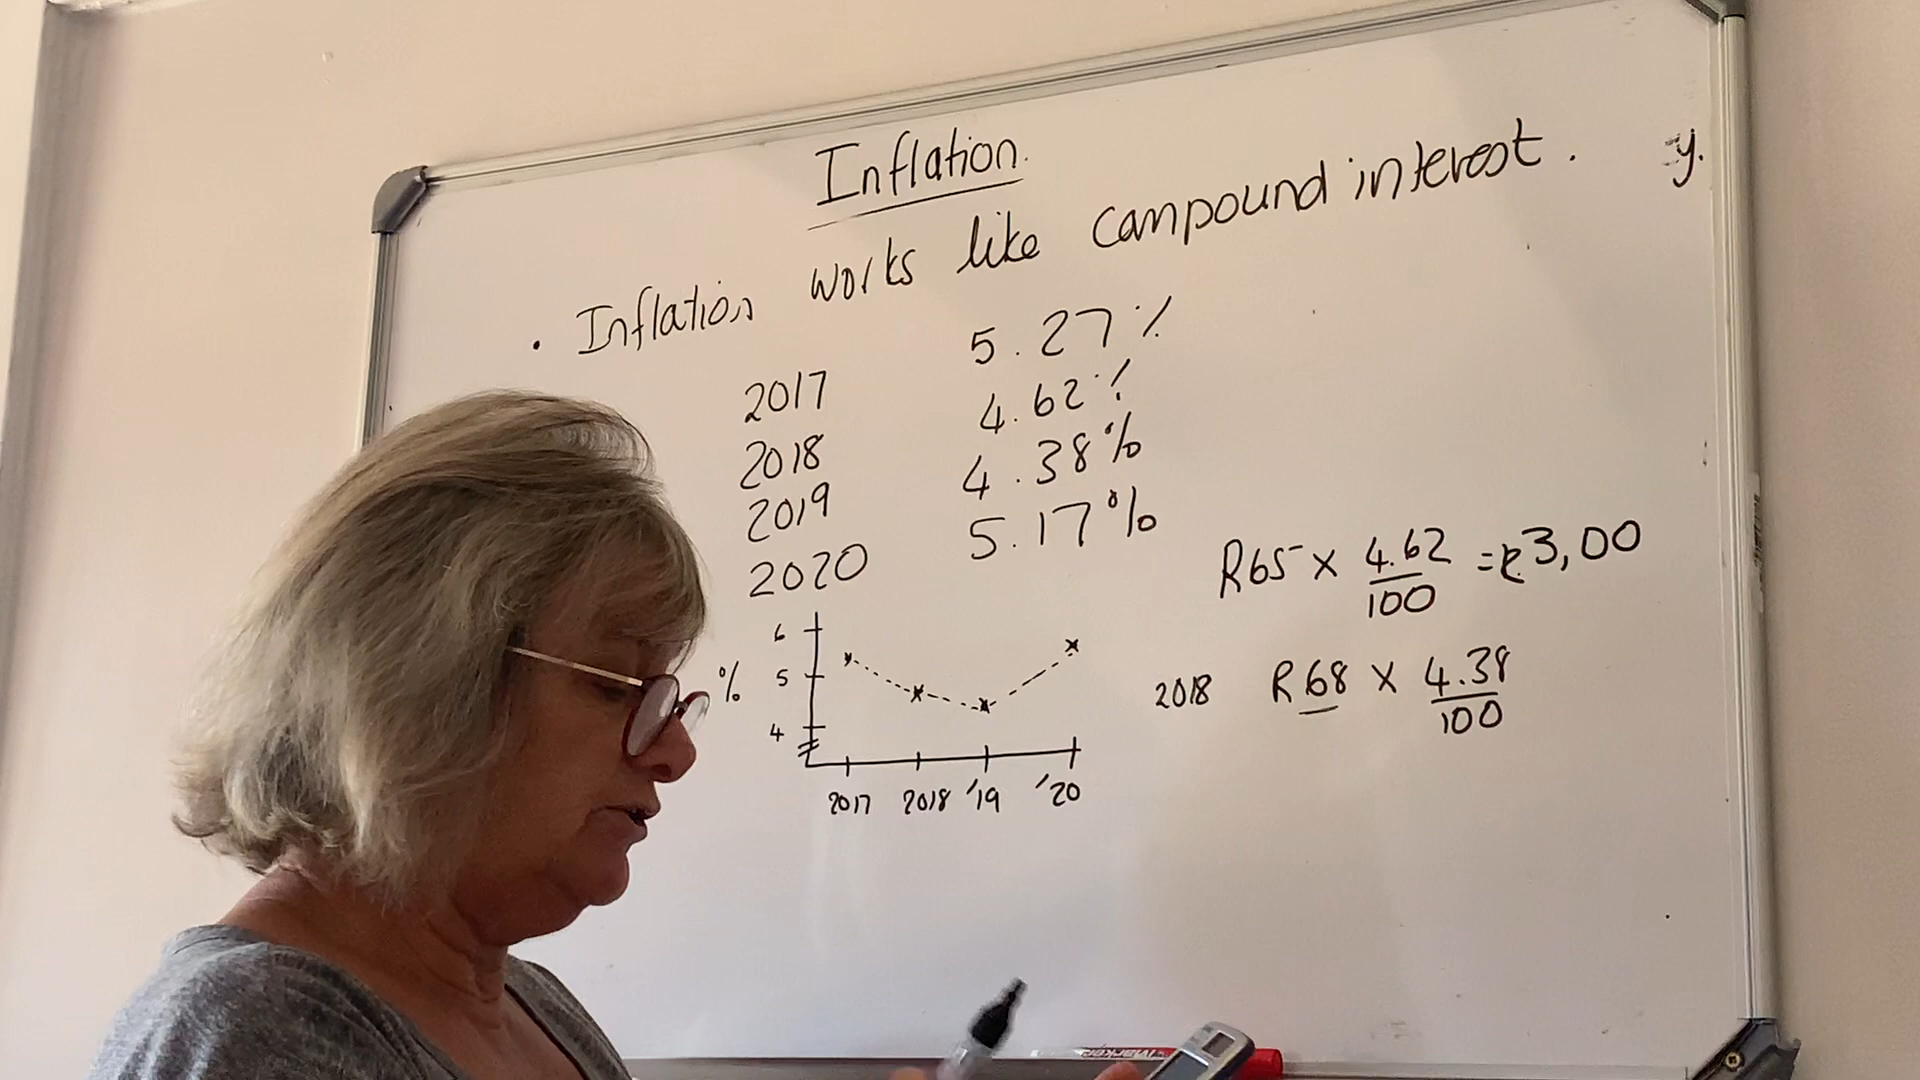 Inflation.
y.
. Inflation works like compound interest.
2017 5.27%
2018 4.62%
2019 4.38%
2020 5.17%
R65 x 4.62/100 = R3,00
2018 R68 x 4.38/100
6
% 5
4
2017 2018 '19 '20
Marker